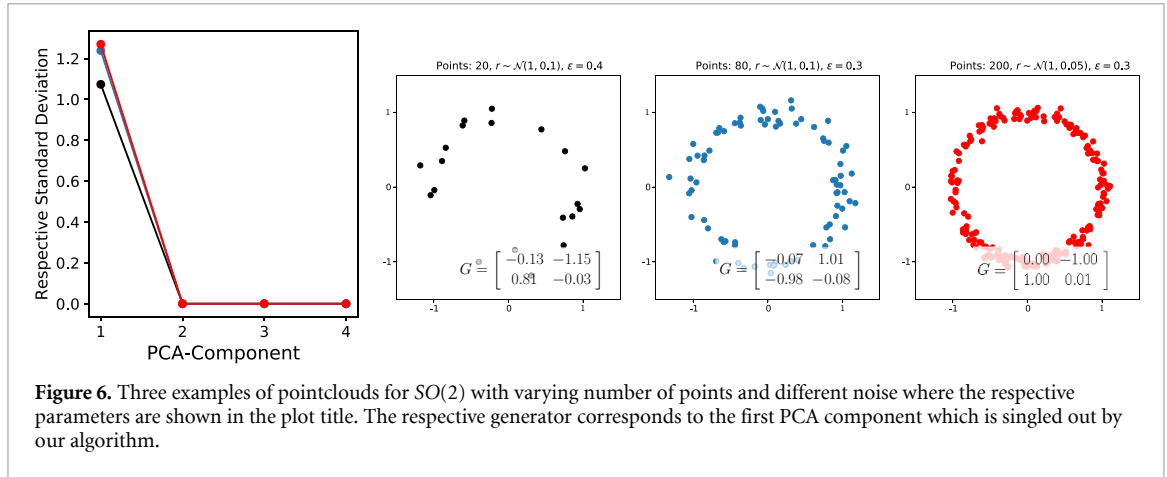 Respective Standard Deviation
1.2
1.0
0.8
0.6
0.4
0.2
0.0
1 2 3 4
PCA-Component
Points: 20, r ~ 𝒩(1, 0.1), ε = 0.4
1
0
-1
-1 0 1
G = [ −0.13 −1.15
0.81 −0.03 ]
Points: 80, r ~ 𝒩(1, 0.1), ε = 0.3
1
0
-1
-1 0 1
G = [ −0.07 1.01
−0.98 −0.08 ]
Points: 200, r ~ 𝒩(1, 0.05), ε = 0.3
1
0
-1
-1 0 1
G = [ 0.00 −1.00
1.00 0.01 ]
Figure 6. Three examples of pointclouds for SO(2) with varying number of points and different noise where the respective
parameters are shown in the plot title. The respective generator corresponds to the first PCA component which is singled out by
our algorithm.